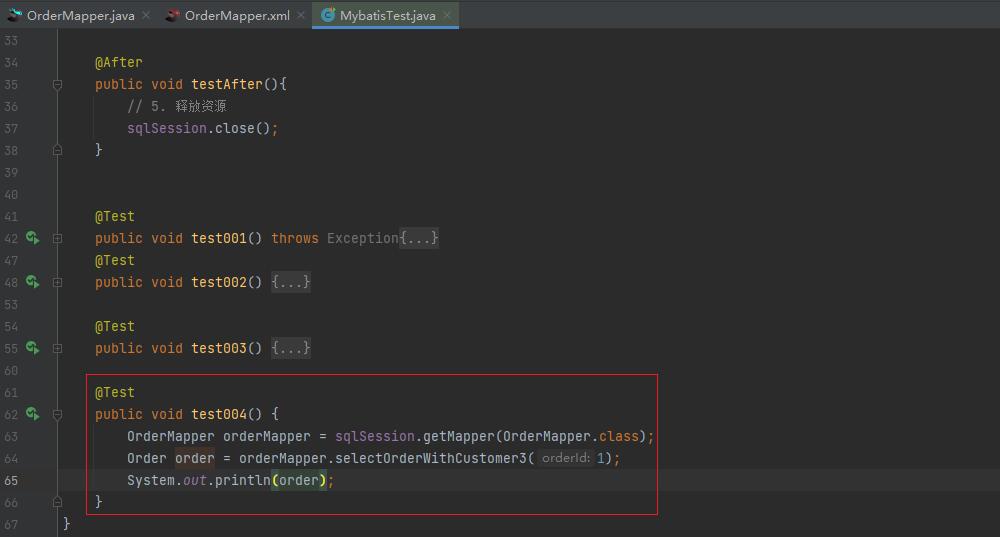 OrderMapper.java × OrderMapper.xml × MybatisTest.java ×
33
34 @After
35 public void testAfter(){
36 // 5. 释放资源
37 sqlSession.close();
38 }
39
40
41 @Test
42 public void test001() throws Exception{...}
47 @Test
48 public void test002() {...}
53
54 @Test
55 public void test003() {...}
60
61 @Test
62 public void test004() {
63 OrderMapper orderMapper = sqlSession.getMapper(OrderMapper.class);
64 Order order = orderMapper.selectOrderWithCustomer3( orderId: 1);
65 System.out.println(order);
66 }
67 }